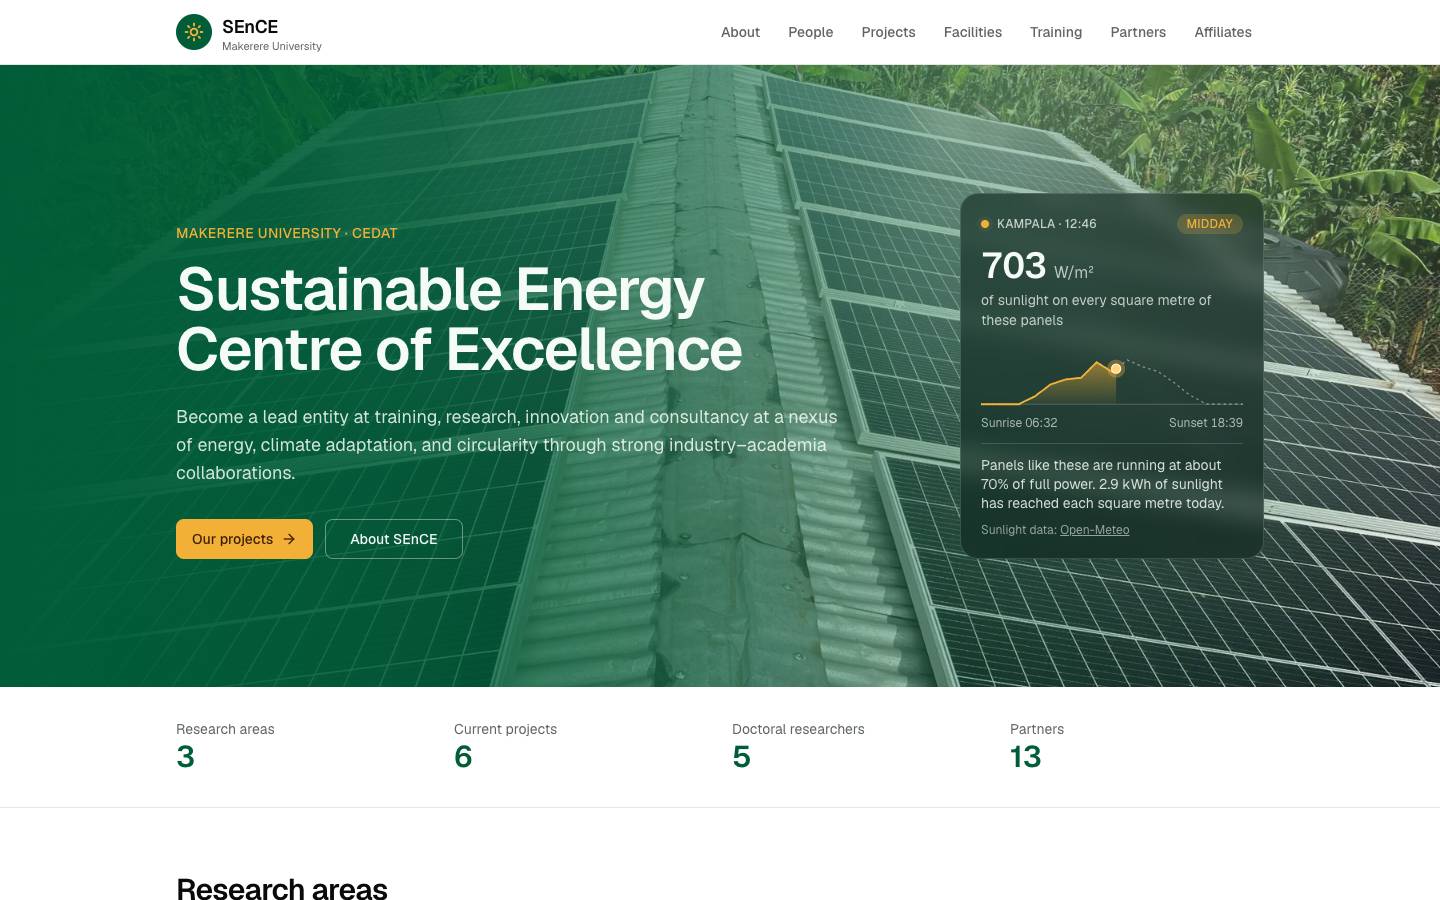 SEnCE
Makerere University
About
People
Projects
Facilities
Training
Partners
Affiliates
MAKERERE UNIVERSITY · CEDAT
Sustainable Energy
Centre of Excellence
Become a lead entity at training, research, innovation and consultancy at a nexus
of energy, climate adaptation, and circularity through strong industry–academia
collaborations.
Our projects →
About SEnCE
KAMPALA · 12:46
MIDDAY
703 W/m²
of sunlight on every square metre of
these panels
Sunrise 06:32
Sunset 18:39
Panels like these are running at about
70% of full power. 2.9 kWh of sunlight
has reached each square metre today.
Sunlight data: Open-Meteo
Research areas
3
Current projects
6
Doctoral researchers
5
Partners
13
Research areas